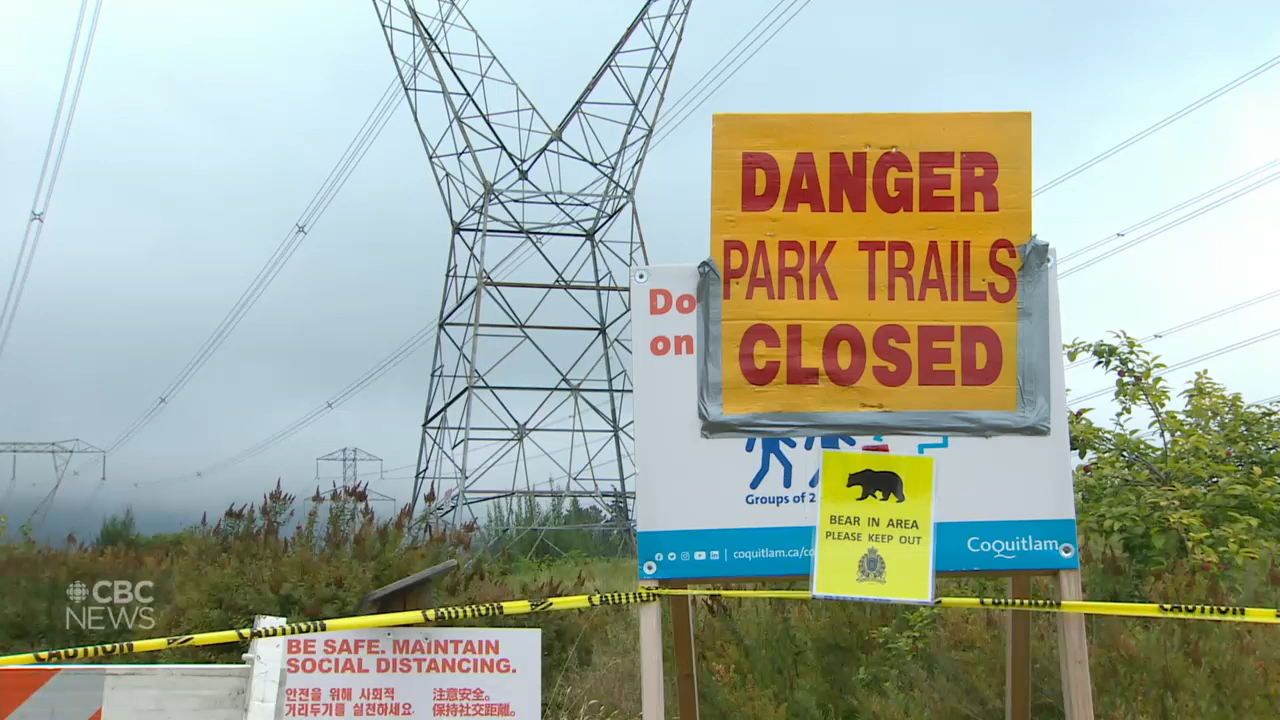 DANGER
PARK TRAILS
CLOSED
Do
on
Groups of 2
BEAR IN AREA
PLEASE KEEP OUT
coquitlam.ca/co
CoQuitlam
CBC
NEWS
CAUTION
CAUTION
CAUTION
BE SAFE. MAINTAIN
SOCIAL DISTANCING.
안전을 위해 사회적
거리두기를 실천하세요.
注意安全。
保持社交距離。